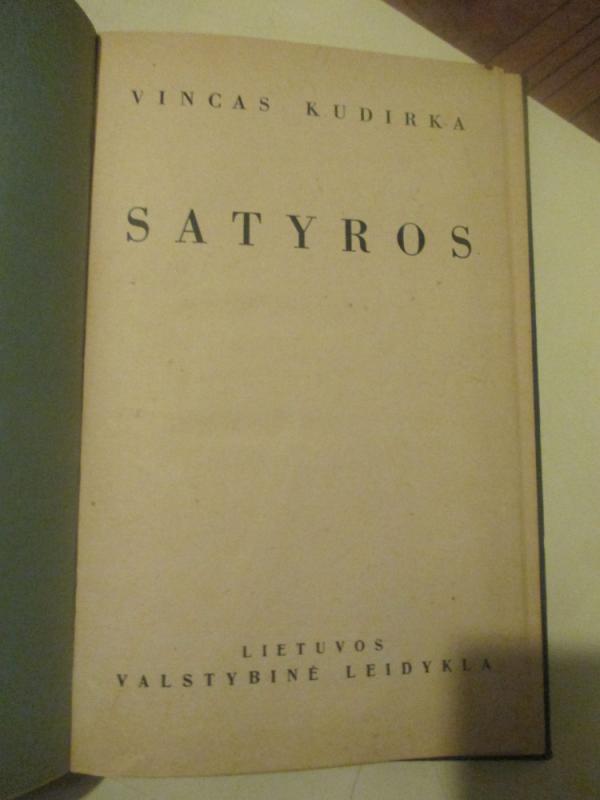 VINCAS KUDIRKA
SATYROS
LIETUVOS
VALSTYBINĖ LEIDYKLA